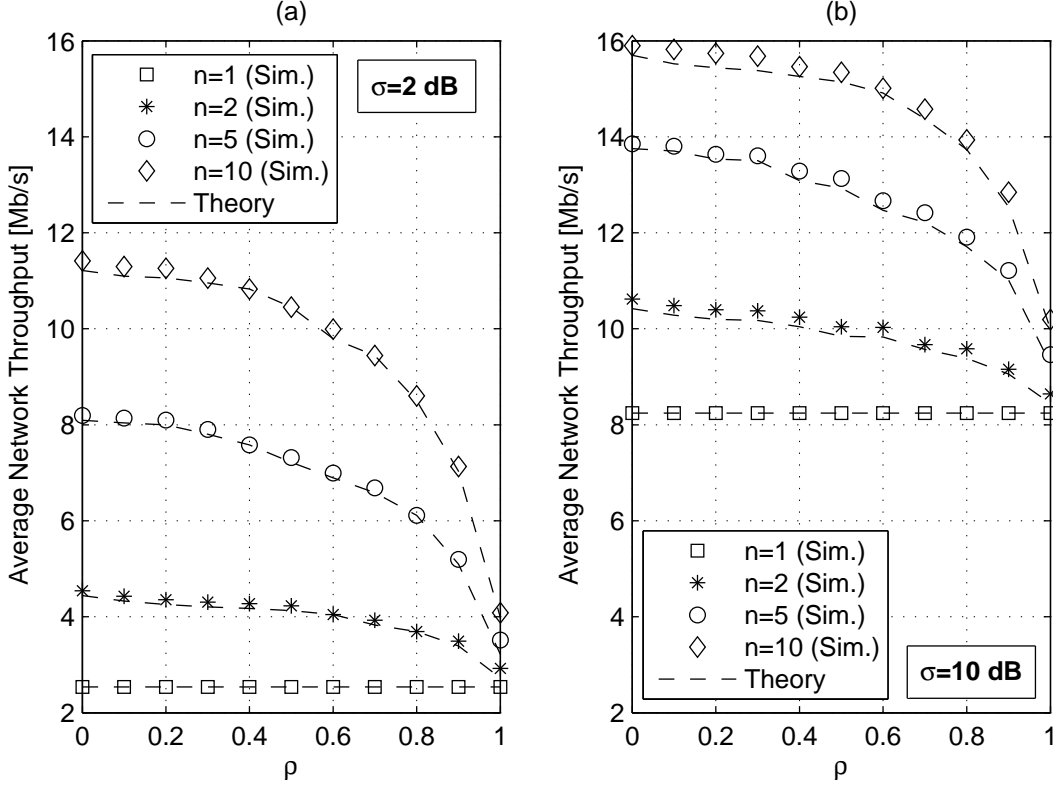 (a)
Average Network Throughput [Mb/s]
16
14
12
10
8
6
4
2
n=1 (Sim.)
n=2 (Sim.)
n=5 (Sim.)
n=10 (Sim.)
Theory
σ=2 dB
0
0.2
0.4
0.6
0.8
1
ρ
(b)
Average Network Throughput [Mb/s]
16
14
12
10
8
6
4
2
n=1 (Sim.)
n=2 (Sim.)
n=5 (Sim.)
n=10 (Sim.)
Theory
σ=10 dB
0
0.2
0.4
0.6
0.8
1
ρ